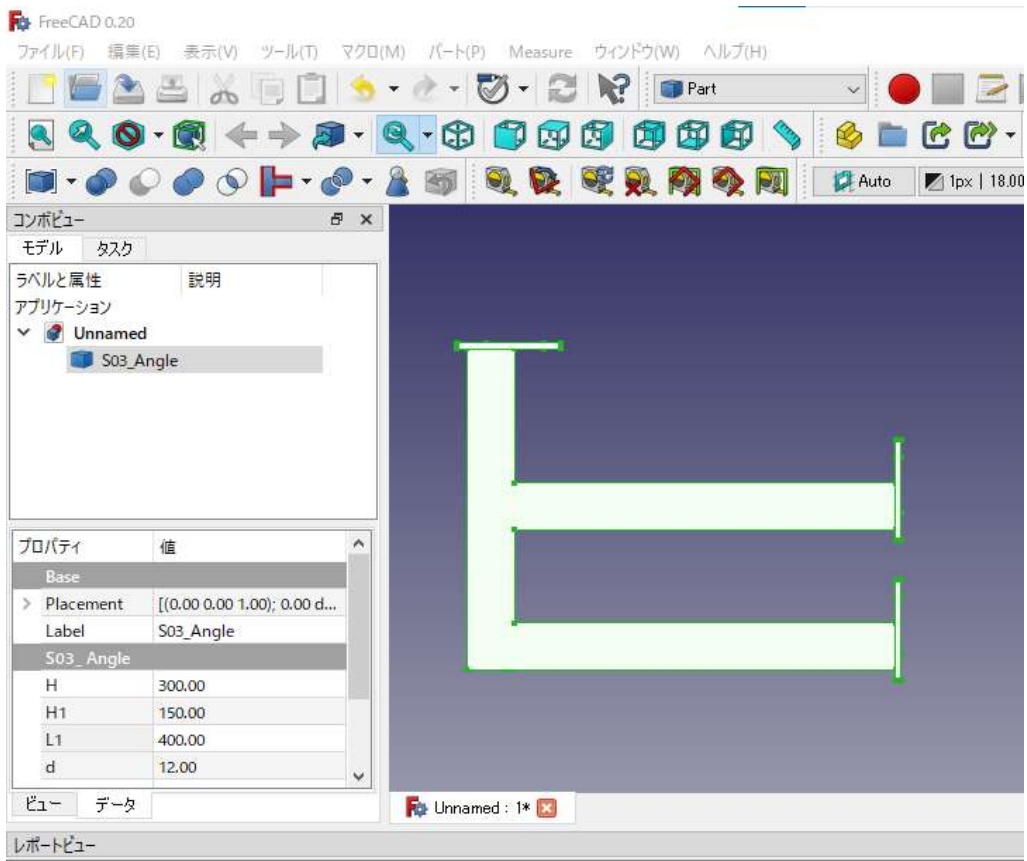 FreeCAD 0.20
ファイル(F) 編集(E) 表示(V) ツール(T) マクロ(M) パート(P) Measure ウィンドウ(W) ヘルプ(H)
Part
Auto 1px | 18.00
コンボビュー
モデル タスク
ラベルと属性 説明
アプリケーション
Unnamed
S03_Angle
プロパティ 値
Base
Placement [(0.00 0.00 1.00); 0.00 d...
Label S03_Angle
S03_ Angle
H 300.00
H1 150.00
L1 400.00
d 12.00
ビュー データ
Unnamed : 1*
レポートビュー